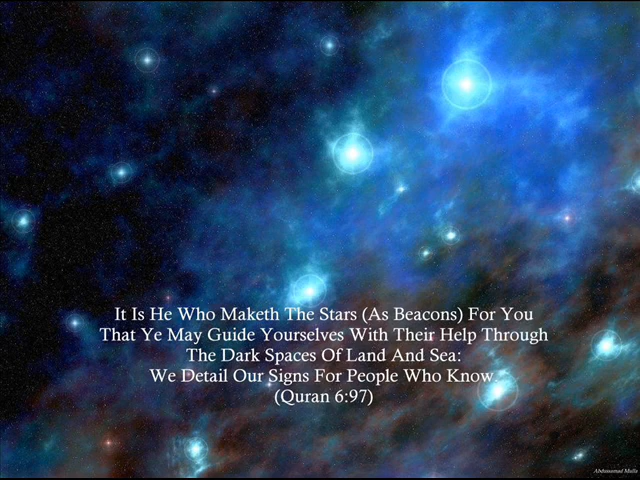 It Is He Who Maketh The Stars (As Beacons) For You
That Ye May Guide Yourselves With Their Help Through
The Dark Spaces Of Land And Sea:
We Detail Our Signs For People Who Know.
(Quran 6:97)
Abdussamad Mulla